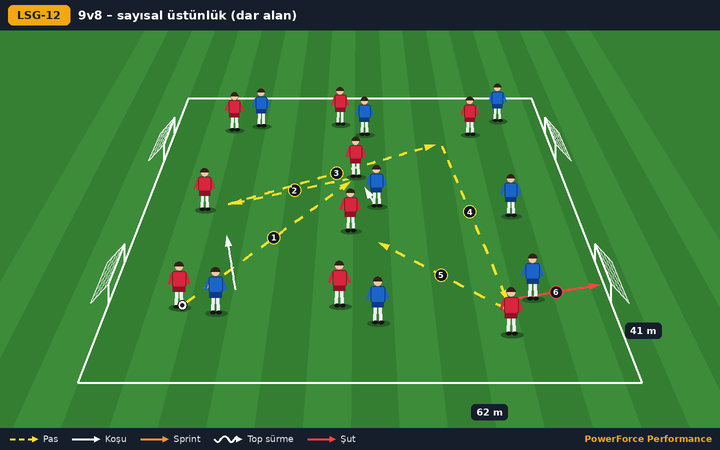 LSG-12 9v8 – sayısal üstünlük (dar alan)
3
2
4
1
5
6
41 m
62 m
Pas Koşu Sprint Top sürme Şut PowerForce Performance